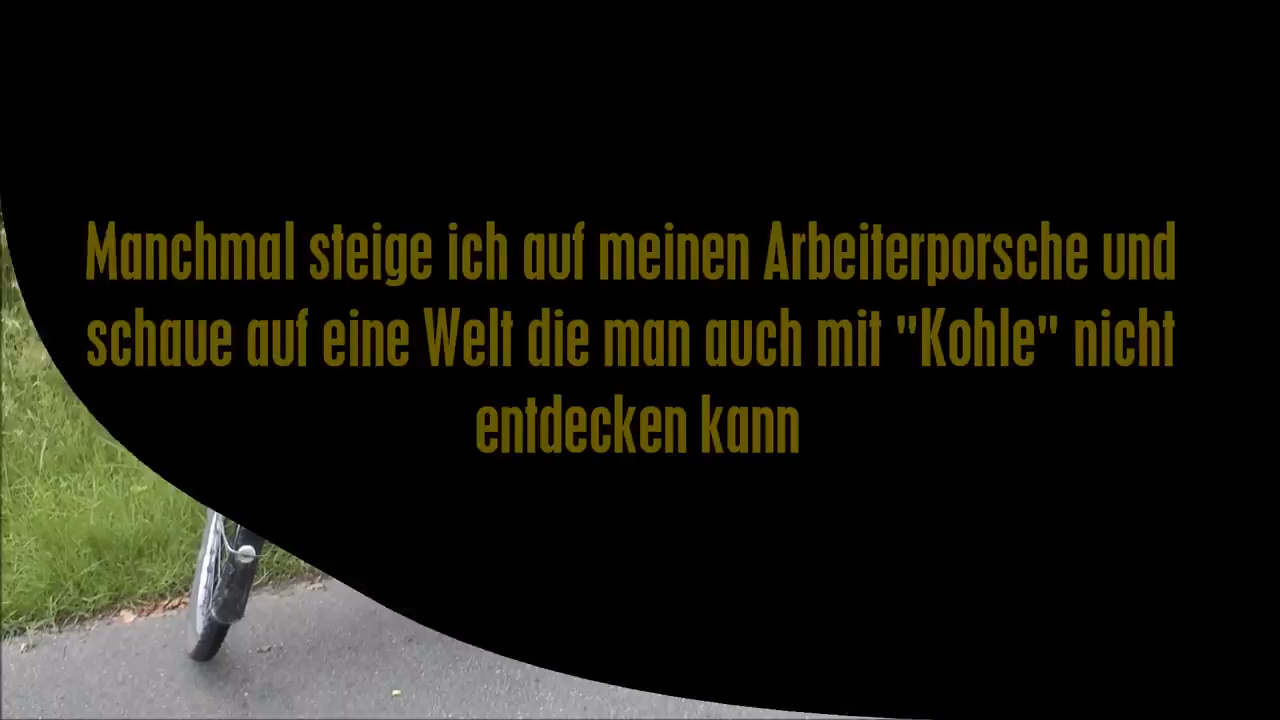 Manchmal steige ich auf meinen Arbeiterporsche und
schaue auf eine Welt die man auch mit "Kohle" nicht
entdecken kann